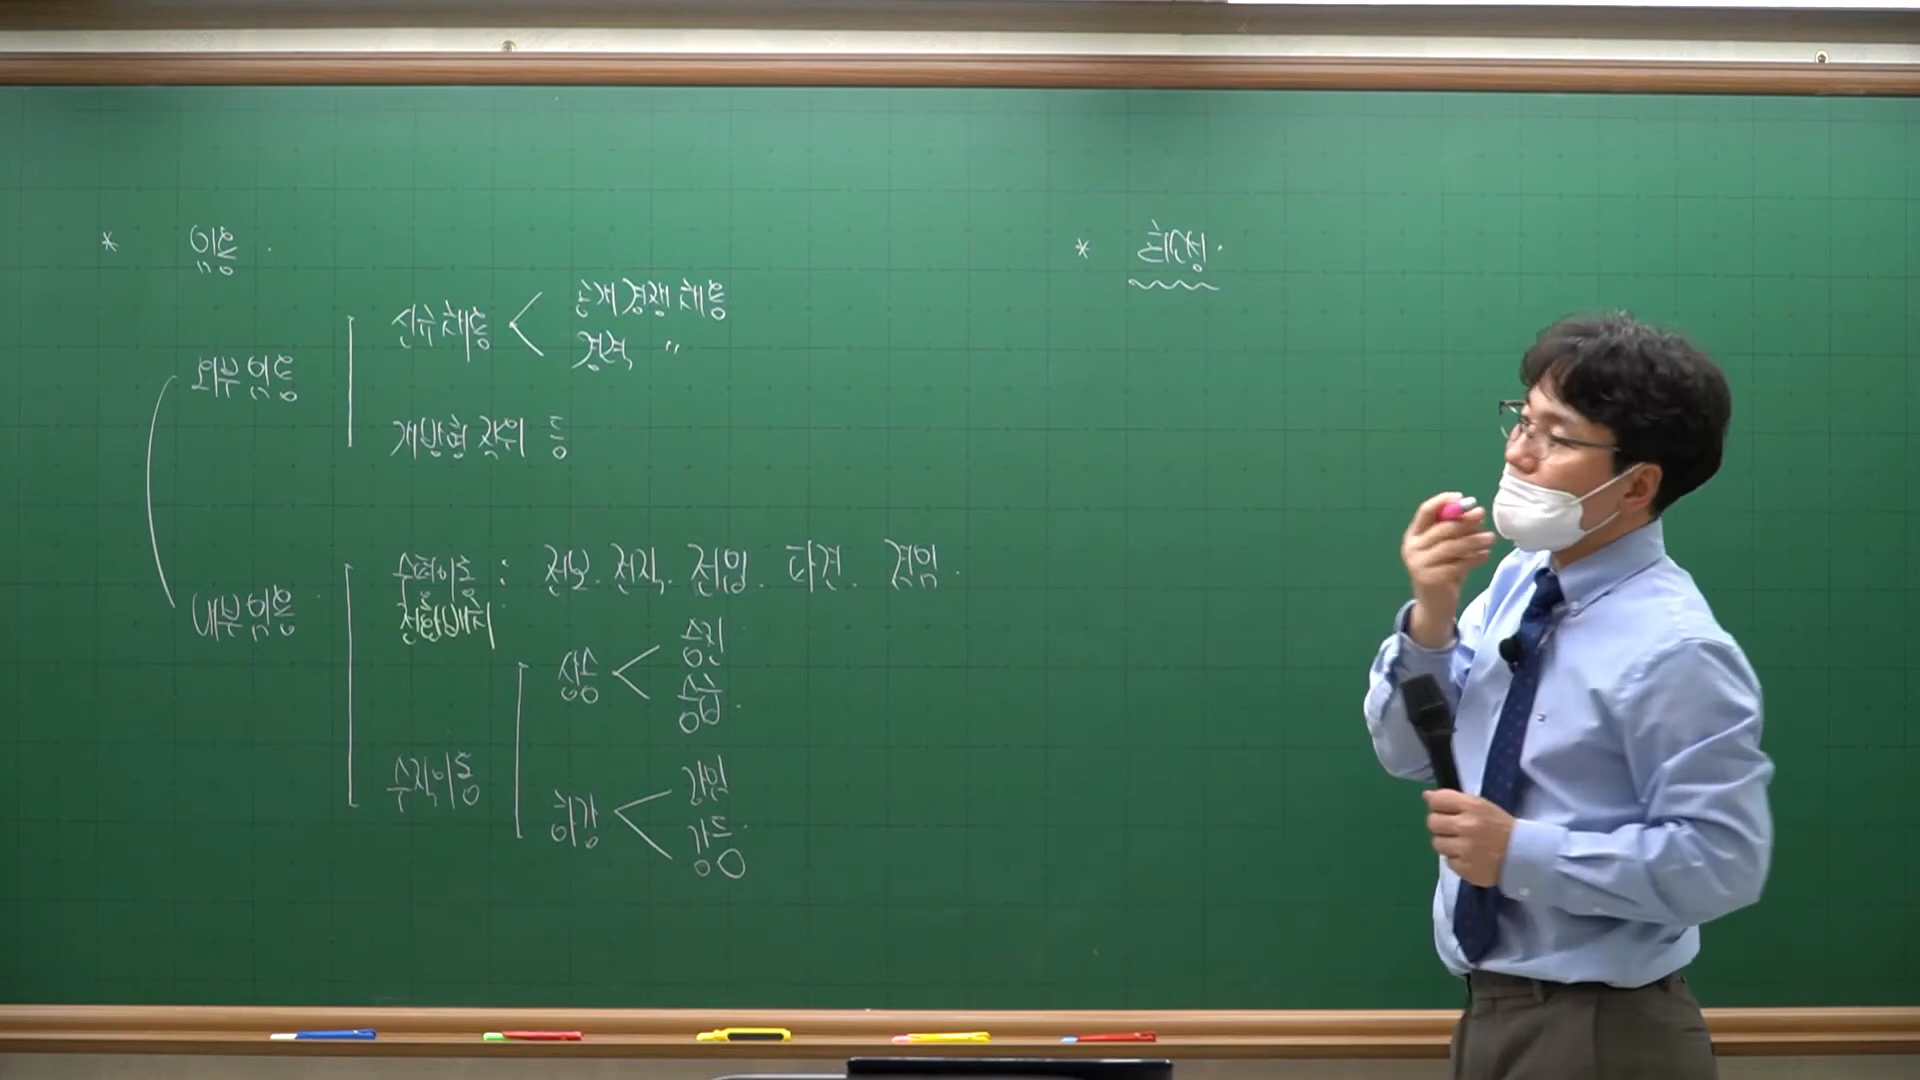 * 임용.
외부임용
신규채용
공개경쟁채용
경력 〃
개방형 직위 등
내부임용
수평이동 : 전보. 전직. 전입. 파견. 겸임.
전환배치
수직이동
상승
승진
승급.
하강
강임
강등
* 희현성.